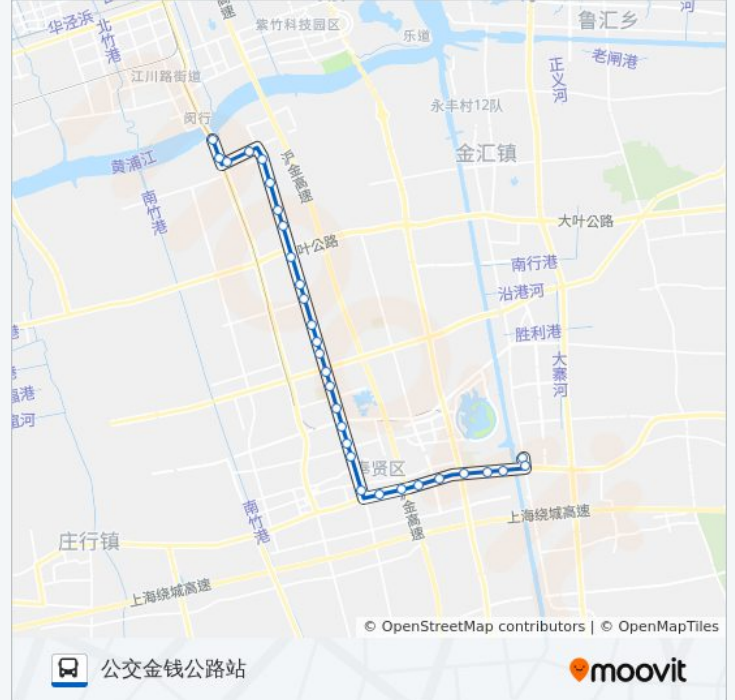 华泾浜
北竹港
高速
紫竹科技园区
乐道
鲁汇乡
河
老闸港
正义河
江川路街道
永丰村12队
闵行
金汇镇
黄浦江
沪金高速
南竹港
大叶公路
叶公路
南行港
沿港河
胜利港
大寨河
港
河
奉贤区
南竹港
金高速
上海绕城高速
庄行镇
上海绕城高速
© OpenStreetMap contributors | © OpenMapTiles
公交金钱公路站
moovit